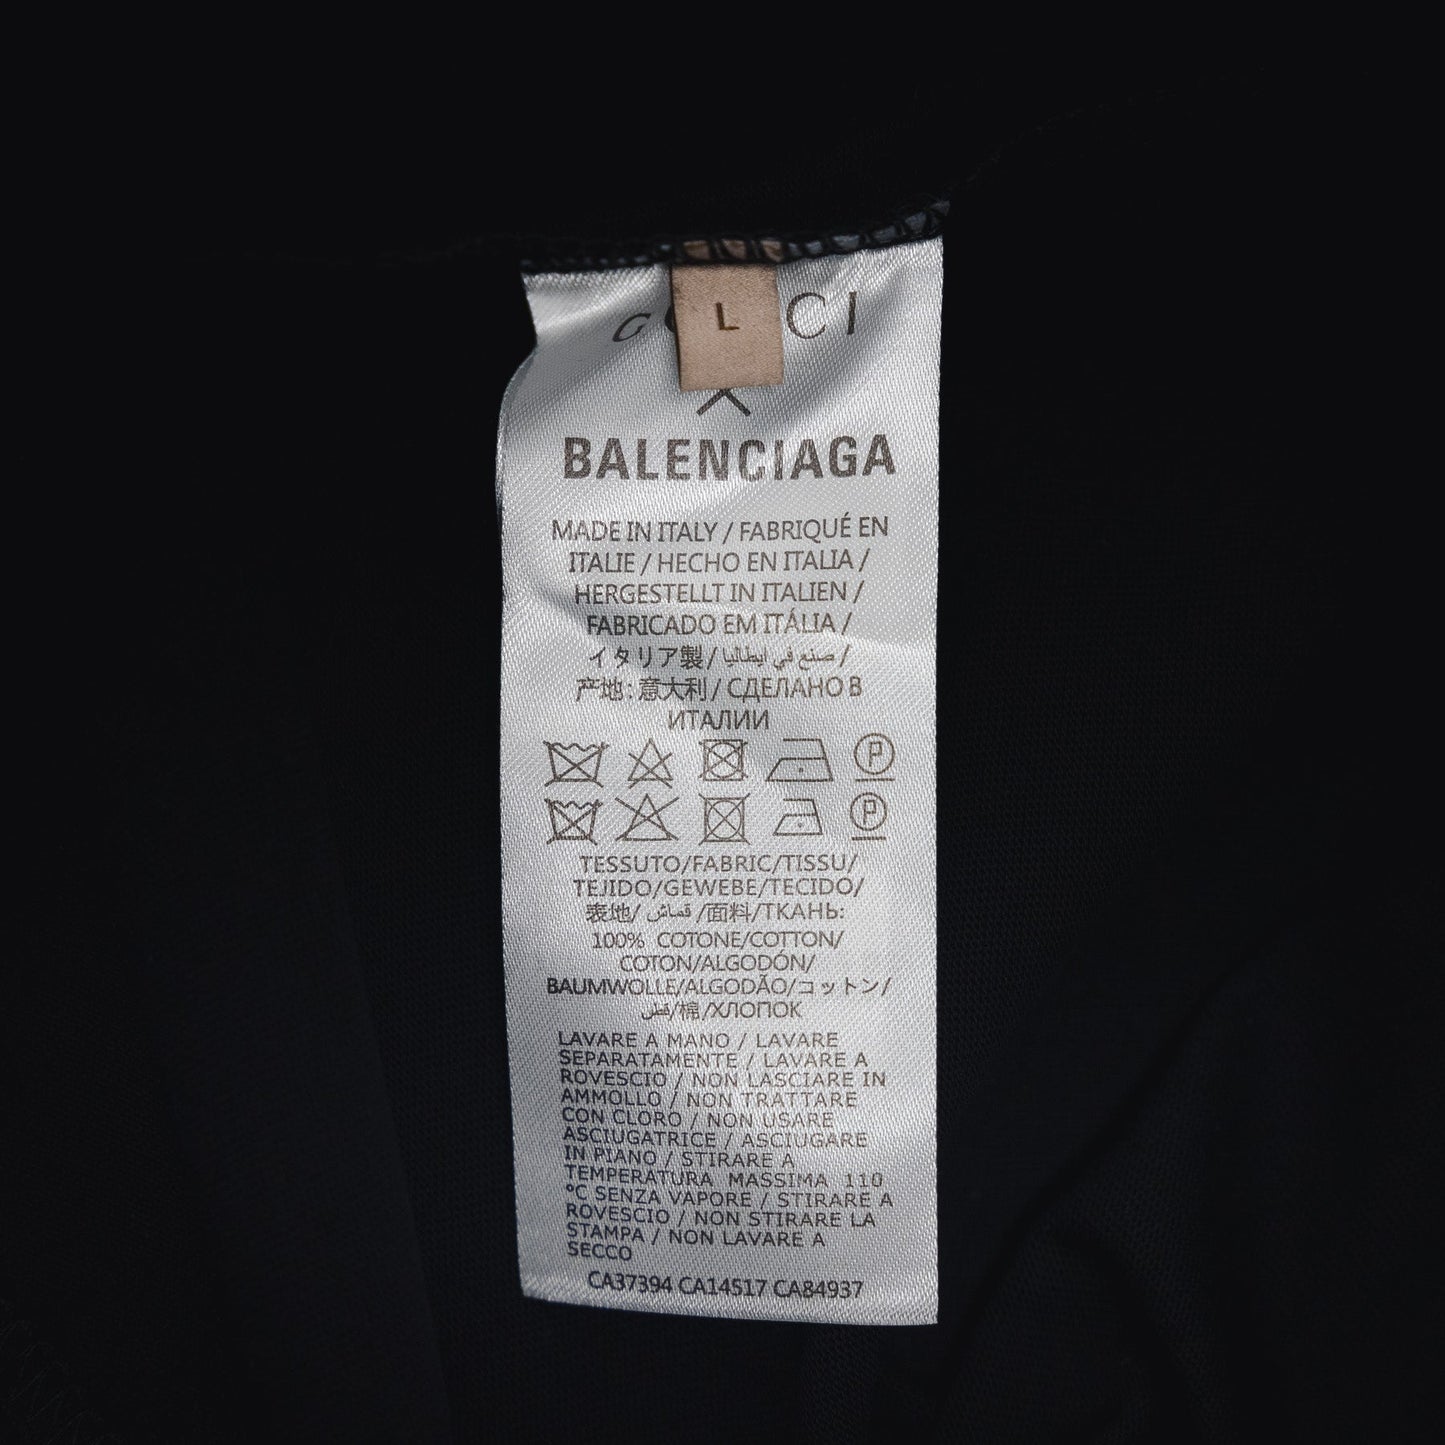 L
G CI
X
BALENCIAGA
MADE IN ITALY / FABRIQUÉ EN
ITALIE / HECHO EN ITALIA /
HERGESTELLT IN ITALIEN /
FABRICADO EM ITÁLIA /
イタリア製 / صنع في ايطاليا /
产地 : 意大利 / СДЕЛАНО В
ИТАЛИИ
P
P
TESSUTO/FABRIC/TISSU/
TEJIDO/GEWEBE/TECIDO/
表地/ قماش /面料/ТКАНЬ:
100% COTONE/COTTON/
COTON/ALGODÓN/
BAUMWOLLE/ALGODÃO/コットン/
قطن/棉/ХЛОПОК
LAVARE A MANO / LAVARE
SEPARATAMENTE / LAVARE A
ROVESCIO / NON LASCIARE IN
AMMOLLO / NON TRATTARE
CON CLORO / NON USARE
ASCIUGATRICE / ASCIUGARE
IN PIANO / STIRARE A
TEMPERATURA MASSIMA 110
°C SENZA VAPORE / STIRARE A
ROVESCIO / NON STIRARE LA
STAMPA / NON LAVARE A
SECCO
CA37394 CA14517 CA84937